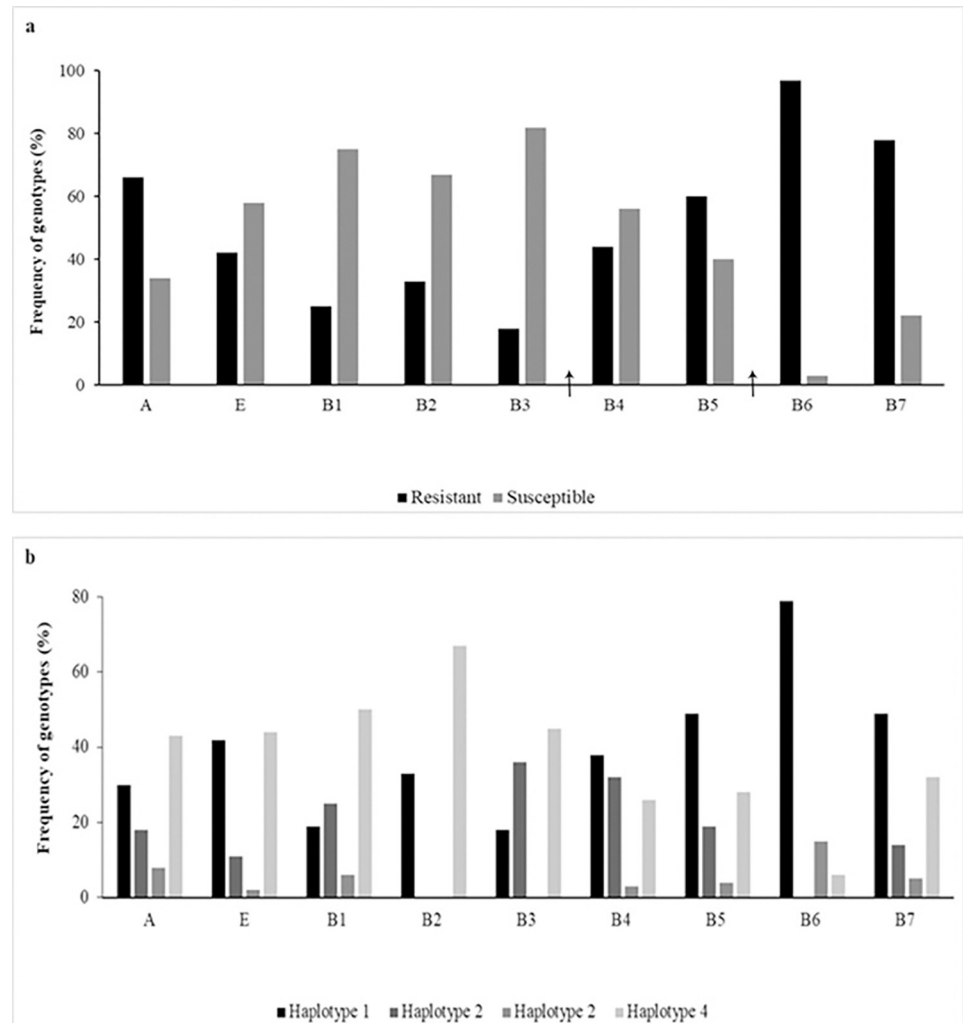 a
Frequency of genotypes (%)
100
80
60
40
20
0
A E B1 B2 B3 B4 B5 B6 B7
Resistant Susceptible
b
Frequency of genotypes (%)
80
60
40
20
0
A E B1 B2 B3 B4 B5 B6 B7
Haplotype 1 Haplotype 2 Haplotype 2 Haplotype 4